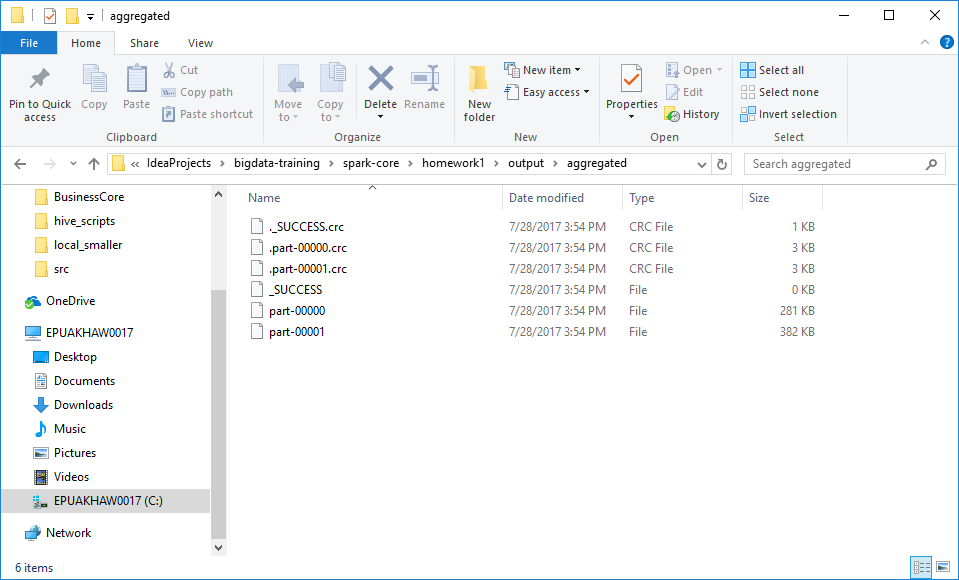 aggregated
File Home Share View
Pin to Quick access
Copy
Paste
Cut
Copy path
Paste shortcut
Clipboard
Move to
Copy to
Delete
Rename
Organize
New folder
New item
Easy access
New
Properties
Open
Edit
History
Open
Select all
Select none
Invert selection
Select
« IdeaProjects > bigdata-training > spark-core > homework1 > output > aggregated
Search aggregated
BusinessCore
hive_scripts
local_smaller
src
OneDrive
EPUAKHAW0017
Desktop
Documents
Downloads
Music
Pictures
Videos
EPUAKHAW0017 (C:)
Network
Name Date modified Type Size
._SUCCESS.crc 7/28/2017 3:54 PM CRC File 1 KB
.part-00000.crc 7/28/2017 3:54 PM CRC File 3 KB
.part-00001.crc 7/28/2017 3:54 PM CRC File 3 KB
_SUCCESS 7/28/2017 3:54 PM File 0 KB
part-00000 7/28/2017 3:54 PM File 281 KB
part-00001 7/28/2017 3:54 PM File 382 KB
6 items